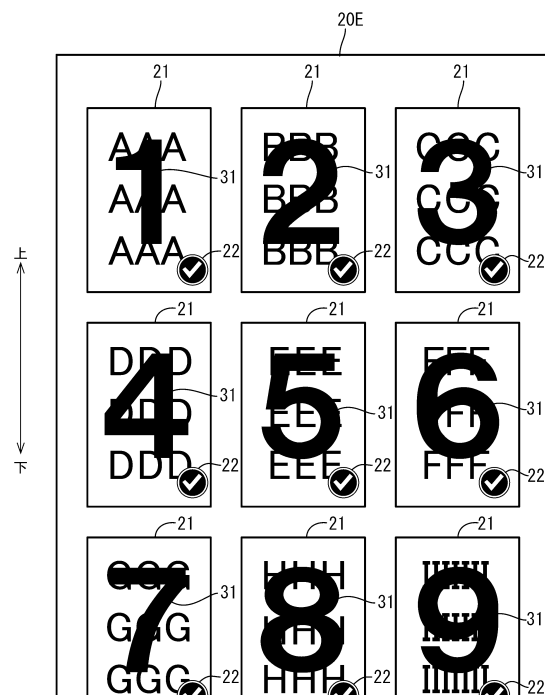 20E
21 21 21
AAA BBB CCC
1 2 3
31 31 31
AAA BBB CCC
上
AAA BBB CCC
22 22 22
21 21 21
DDD EEE FFF
4 5 6
31 31 31
DDD EEE FFF
下
DDD EEE FFF
22 22 22
21 21 21
GGG HHH IIIIII
7 8 9
31 31 31
GGG HHH IIIIII
GGG HHH IIIIII
22 22 22